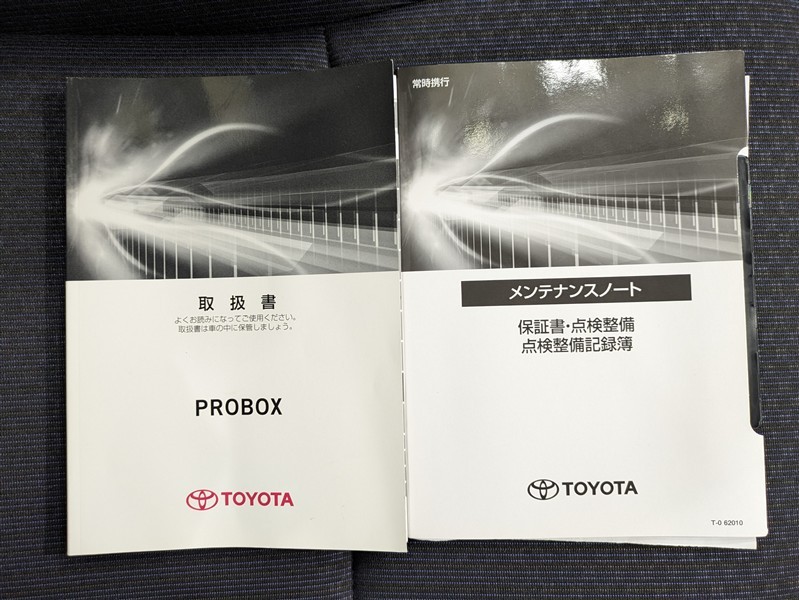 取扱書
よくお読みになってご使用ください。
取扱書は車の中に保管しましょう。
PROBOX
TOYOTA
常時携行
メンテナンスノート
保証書・点検整備
点検整備記録簿
TOYOTA
T-0 62010